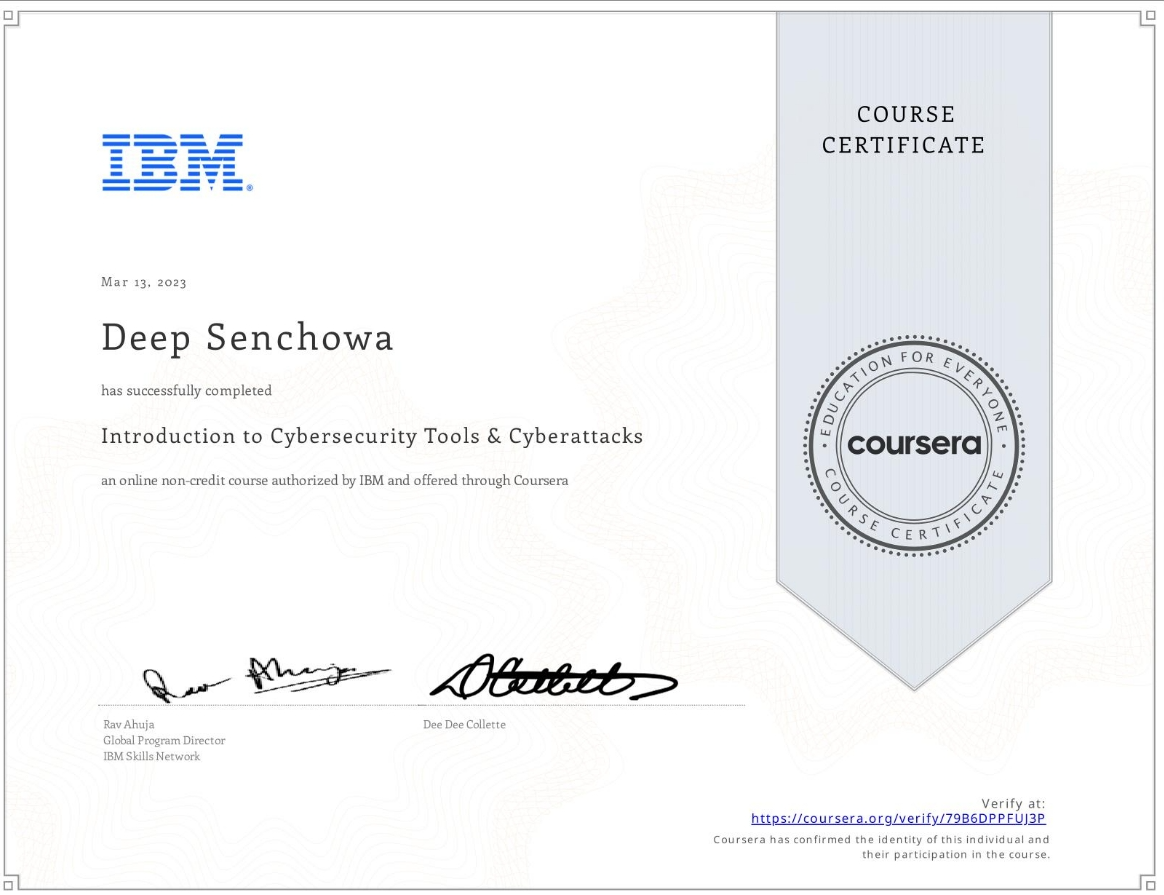 COURSE
CERTIFICATE
IBM®
Mar 13, 2023
Deep Senchowa
has successfully completed
Introduction to Cybersecurity Tools & Cyberattacks
an online non-credit course authorized by IBM and offered through Coursera
EDUCATION FOR EVERYONE
coursera
COURSE CERTIFICATE
Rav Ahuja
Global Program Director
IBM Skills Network
Dee Dee Collette
Verify at:
https://coursera.org/verify/79B6DPPFUJ3P
Coursera has confirmed the identity of this individual and
their participation in the course.